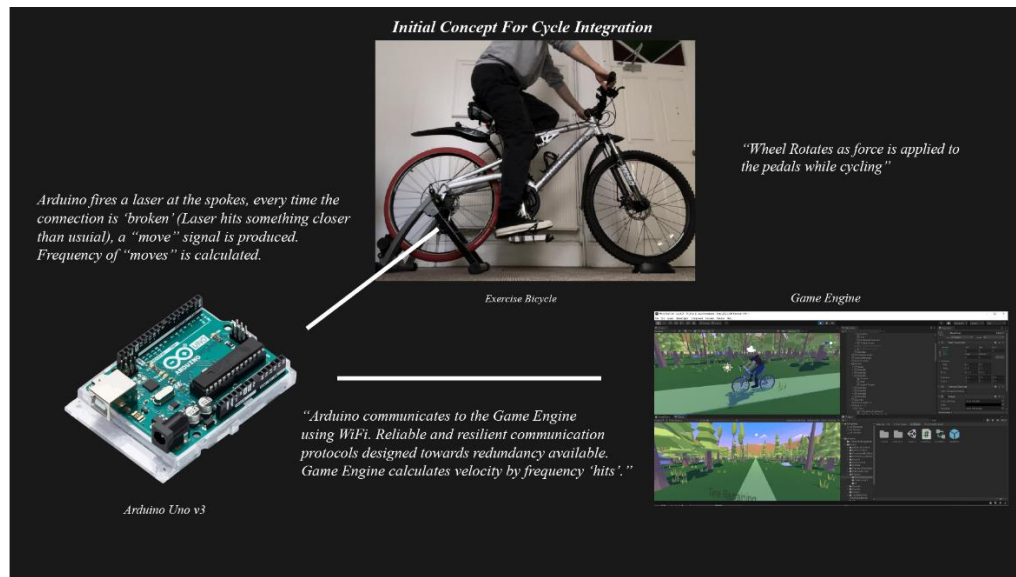 Initial Concept For Cycle Integration
"Wheel Rotates as force is applied to
the pedals while cycling"
Arduino fires a laser at the spokes, every time the
connection is 'broken' (Laser hits something closer
than usuial), a "move" signal is produced.
Frequency of "moves" is calculated.
Exercise Bicycle
Game Engine
"Arduino communicates to the Game Engine
using WiFi. Reliable and resilient communication
protocols designed towards redundancy available.
Game Engine calculates velocity by frequency 'hits'."
Arduino Uno v3